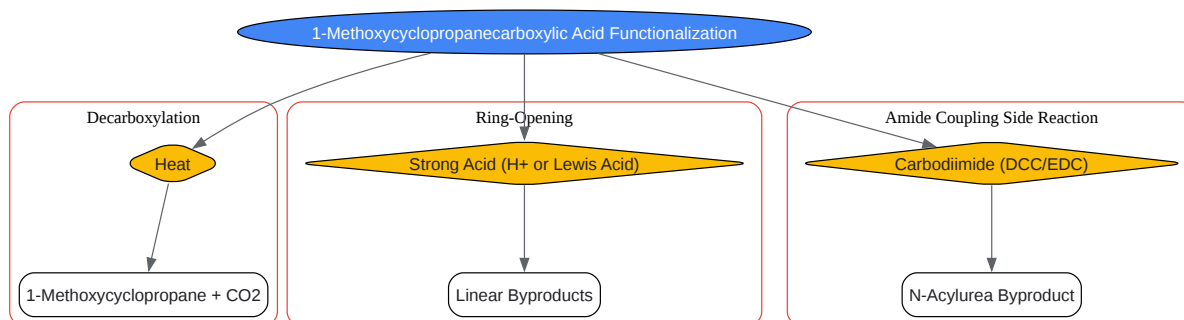 1-Methoxycyclopropanecarboxylic Acid Functionalization
Decarboxylation
Ring-Opening
Amide Coupling Side Reaction
Heat
Strong Acid (H+ or Lewis Acid)
Carbodiimide (DCC/EDC)
1-Methoxycyclopropane + CO2
Linear Byproducts
N-Acylurea Byproduct